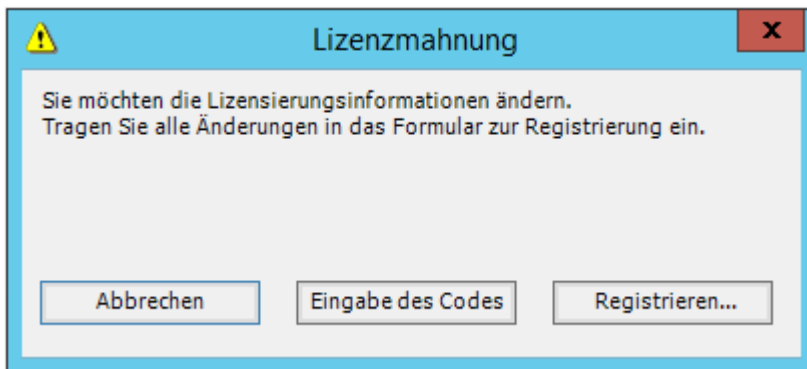 Lizenzmahnung
x
Sie möchten die Lizensierungsinformationen ändern.
Tragen Sie alle Änderungen in das Formular zur Registrierung ein.
Abbrechen
Eingabe des Codes
Registrieren...